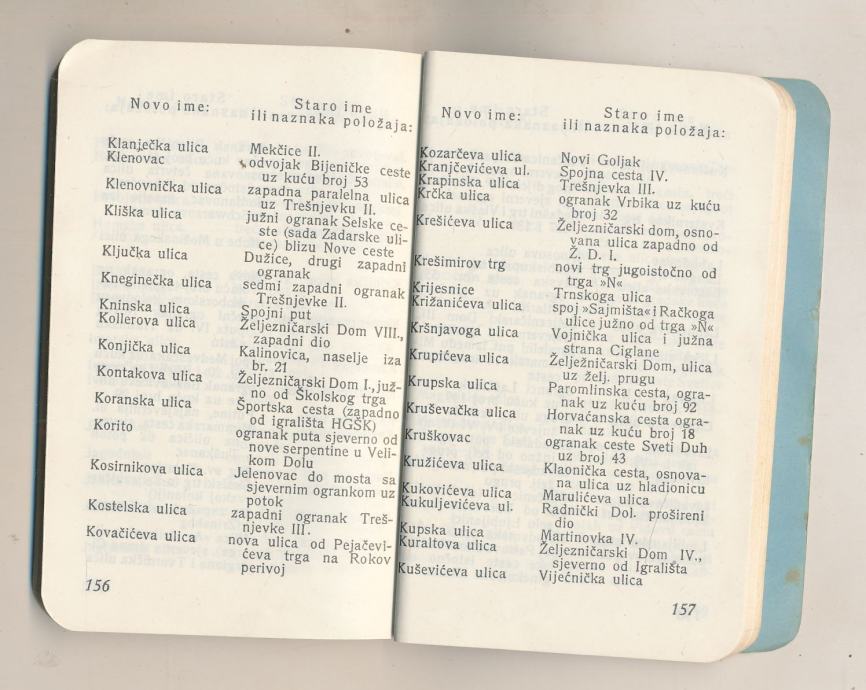 Novo ime: Staro ime
ili naznaka položaja:
Klanječka ulica Mekčice II.
Klenovac odvojak Bijeničke ceste
uz kuću broj 53
Klenovnička ulica zapadna paralelna ulica
uz Trešnjevku II.
Kliška ulica južni ogranak Selske ce-
ste (sada Zadarske uli-
ce) blizu Nove ceste
Ključka ulica Dužice, drugi zapadni
ogranak
Kneginečka ulica sedmi zapadni ogranak
Trešnjevke II.
Kninska ulica Spojni put
Kollerova ulica Željezničarski Dom VIII.,
zapadni dio
Konjička ulica Kalinovica, naselje iza
br. 21
Kontakova ulica Željezničarski Dom I., juž-
no od Školskog trga
Koranska ulica Športska cesta (zapadno
od igrališta HGŠK)
Korito ogranak puta sjeverno od
nove serpentine u Veli-
kom Dolu
Kosirnikova ulica Jelenovac do mosta sa
sjevernim ogrankom uz
potok
Kostelska ulica zapadni ogranak Treš-
njevke III.
Kovačićeva ulica nova ulica od Pejačevi-
ćeva trga na Rokov
perivoj
156
Novo ime: Staro ime
ili naznaka položaja:
Kozarčeva ulica Novi Goljak
Kranjčevićeva ul. Spojna cesta IV.
Krapinska ulica Trešnjevka III.
Krčka ulica ogranak Vrbika uz kuću
broj 32
Krešićeva ulica Željezničarski dom, osno-
vana ulica zapadno od
Ž. D. I.
Krešimirov trg novi trg jugoistočno od
trga »N«
Krijesnice Trnskoga ulica
Križanićeva ulica spoj »Sajmišta« i Račkoga
ulice južno od trga »N«
Kršnjavoga ulica Vojnička ulica i južna
strana Ciglane
Krupićeva ulica Želježničarski Dom, ulica
uz želj. prugu
Krupska ulica Paromlinska cesta, ogra-
nak uz kuću broj 92
Kruševačka ulica Horvaćanska cesta ogra-
nak uz kuću broj 18
Kruškovac ogranak ceste Sveti Duh
uz broj 43
Kružićeva ulica Klaonička cesta, osnova-
na ulica uz hladionicu
Kukovićeva ulica Marulićeva ulica
Kukuljevićeva ul. Radnički Dol. prošireni
dio
Kupska ulica Martinovka IV.
Kuraltova ulica Željezničarski Dom IV.,
sjeverno od Igrališta
Kuševićeva ulica Vijećnička ulica
157